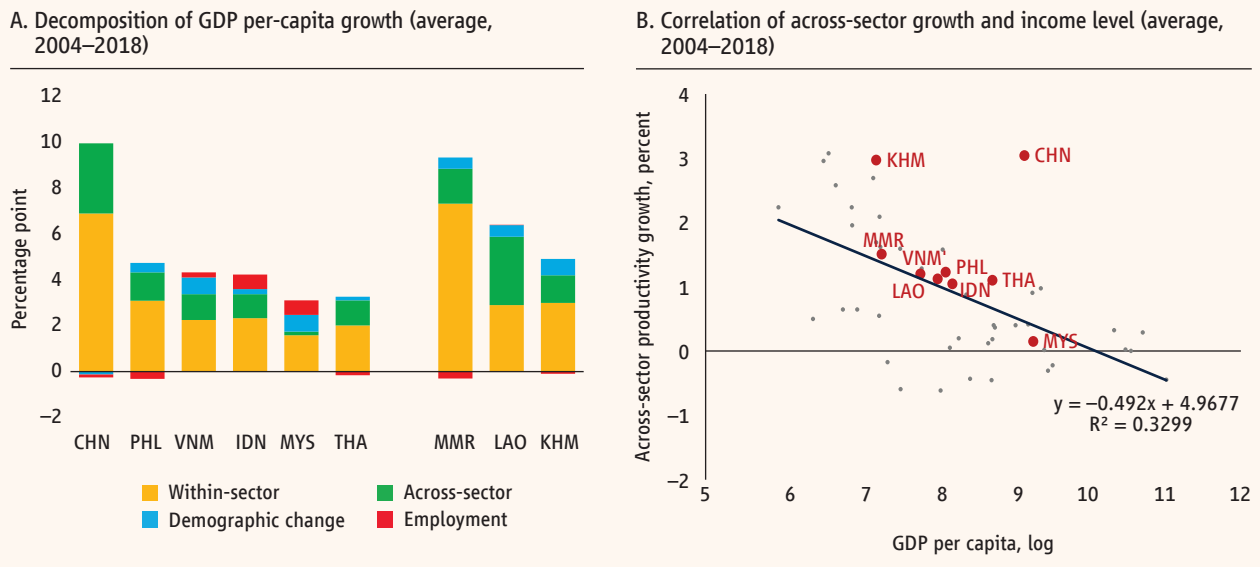 A. Decomposition of GDP per-capita growth (average,
2004–2018)
Percentage point
12
10
8
6
4
2
0
–2
CHN PHL VNM IDN MYS THA MMR LAO KHM
Within-sector
Across-sector
Demographic change
Employment
B. Correlation of across-sector growth and income level (average,
2004–2018)
Across-sector productivity growth, percent
4
3
2
1
0
–1
–2
KHM
CHN
MMR
VNM
PHL
THA
LAO
IDN
MYS
y = –0.492x + 4.9677
R² = 0.3299
5 6 7 8 9 10 11 12
GDP per capita, log